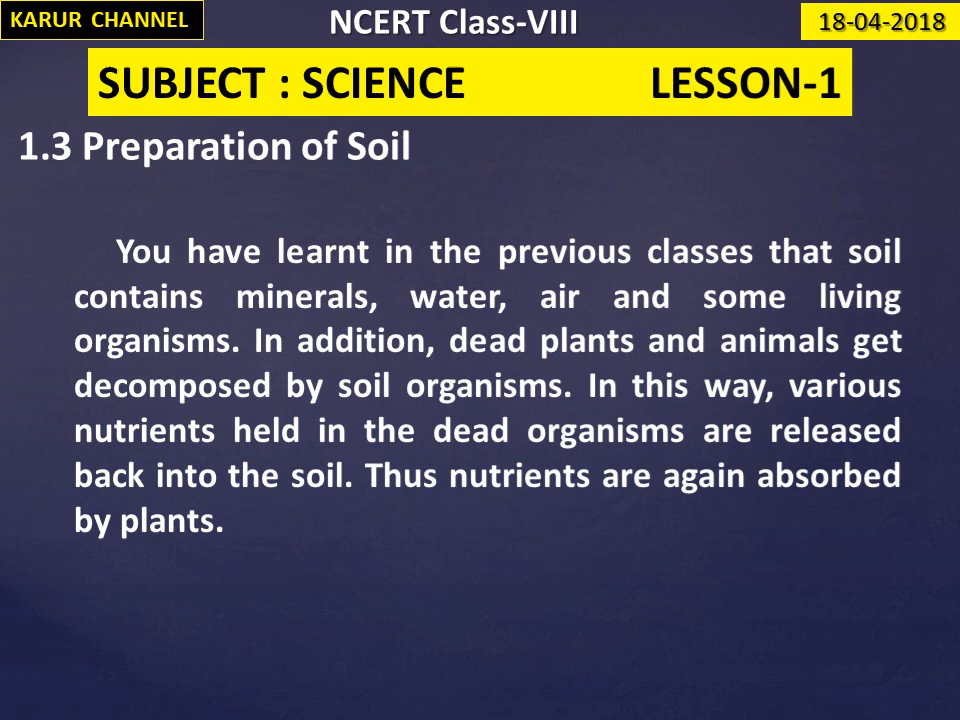 KARUR CHANNEL
NCERT Class-VIII
18-04-2018
SUBJECT : SCIENCE LESSON-1
1.3 Preparation of Soil
You have learnt in the previous classes that soil
contains minerals, water, air and some living
organisms. In addition, dead plants and animals get
decomposed by soil organisms. In this way, various
nutrients held in the dead organisms are released
back into the soil. Thus nutrients are again absorbed
by plants.